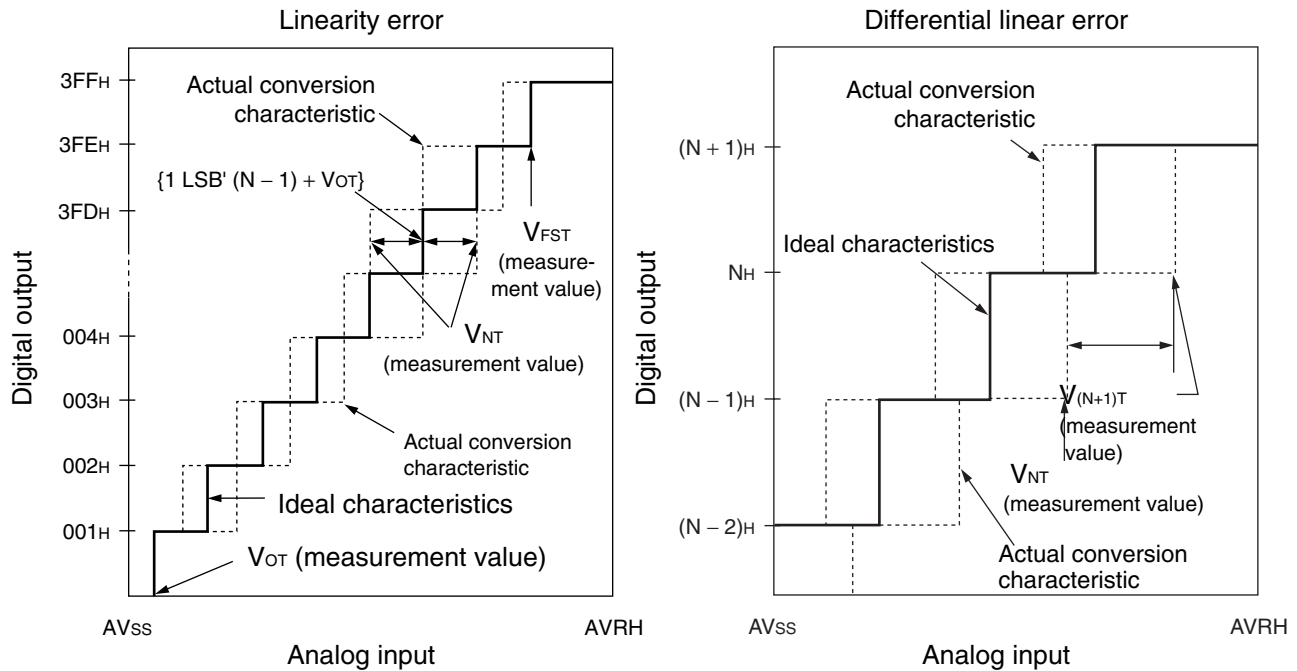 Linearity error
3FFH
3FEH
3FDH
004H
003H
002H
001H
Digital output
Actual conversion
characteristic
{1 LSB' (N − 1) + VOT}
VFST
(measure-
ment value)
VNT
(measurement value)
Actual conversion
characteristic
Ideal characteristics
VOT (measurement value)
AVSS
AVRH
Analog input
Differential linear error
(N + 1)H
NH
(N − 1)H
(N − 2)H
Digital output
Actual conversion
characteristic
Ideal characteristics
V(N+1)T
(measurement
value)
VNT
(measurement value)
Actual conversion
characteristic
AVSS
AVRH
Analog input